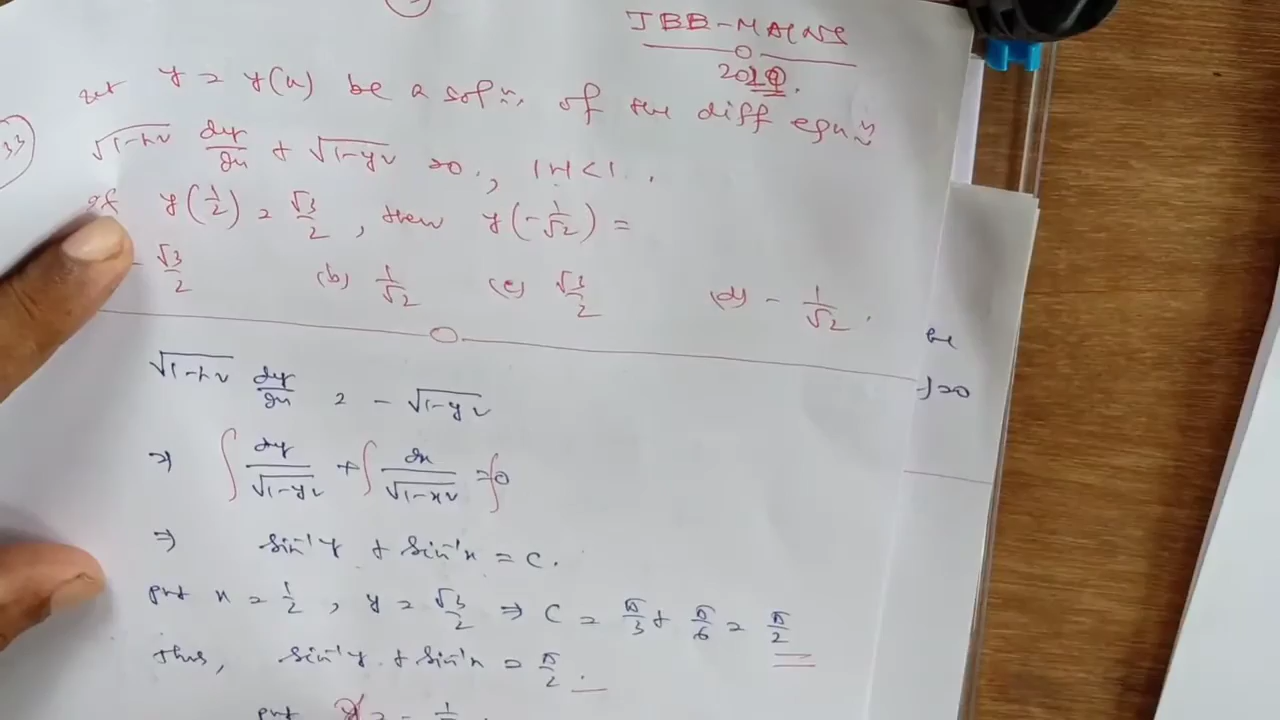 JEE-MAINS
2019.
33
Let y = y(x) be a solⁿ. of the diff eqnⁿ
√1-x² dy/dx + √1-y² = 0, |x|<1.
If y(1/2) = √3/2, then y(-1/√2) =
- √3/2 (b) 1/√2 (c) √3/2 (d) - 1/√2.
√1-x² dy/dx = - √1-y²
⇒ ∫ dy/√1-y² + ∫ dx/√1-x² = ∫0
⇒ sin⁻¹y + sin⁻¹x = C.
put x = 1/2, y = √3/2 ⇒ C = π/3 + π/6 = π/2
Thus, sin⁻¹y + sin⁻¹x = π/2.